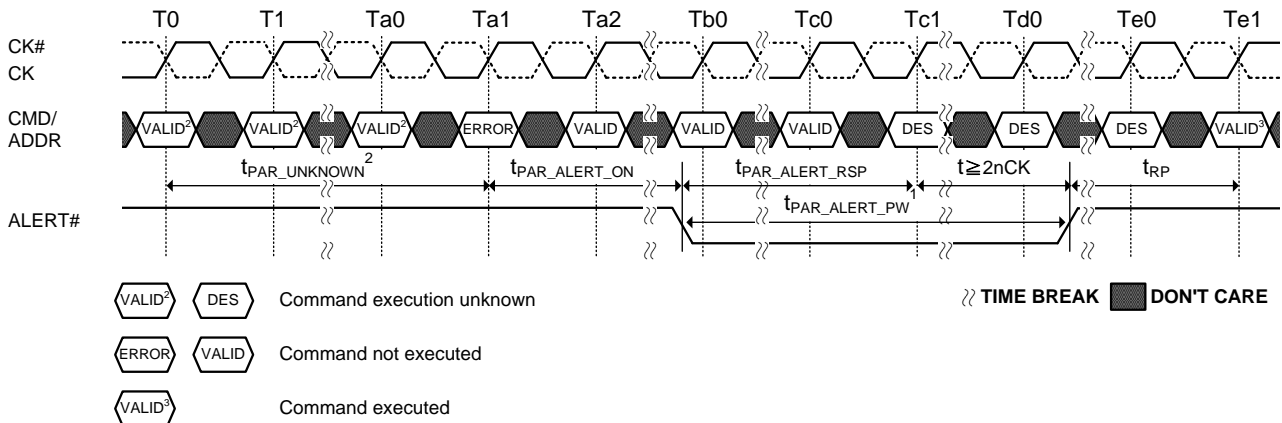 T0 T1 Ta0 Ta1 Ta2 Tb0 Tc0 Tc1 Td0 Te0 Te1
CK#
CK
CMD/
ADDR
VALID² VALID² VALID² ERROR VALID VALID VALID DES DES DES VALID³
tPAR_UNKNOWN² tPAR_ALERT_ON tPAR_ALERT_RSP t≧2nCK tRP
tPAR_ALERT_PW¹
ALERT#
VALID² DES Command execution unknown
TIME BREAK DON'T CARE
ERROR VALID Command not executed
VALID³ Command executed